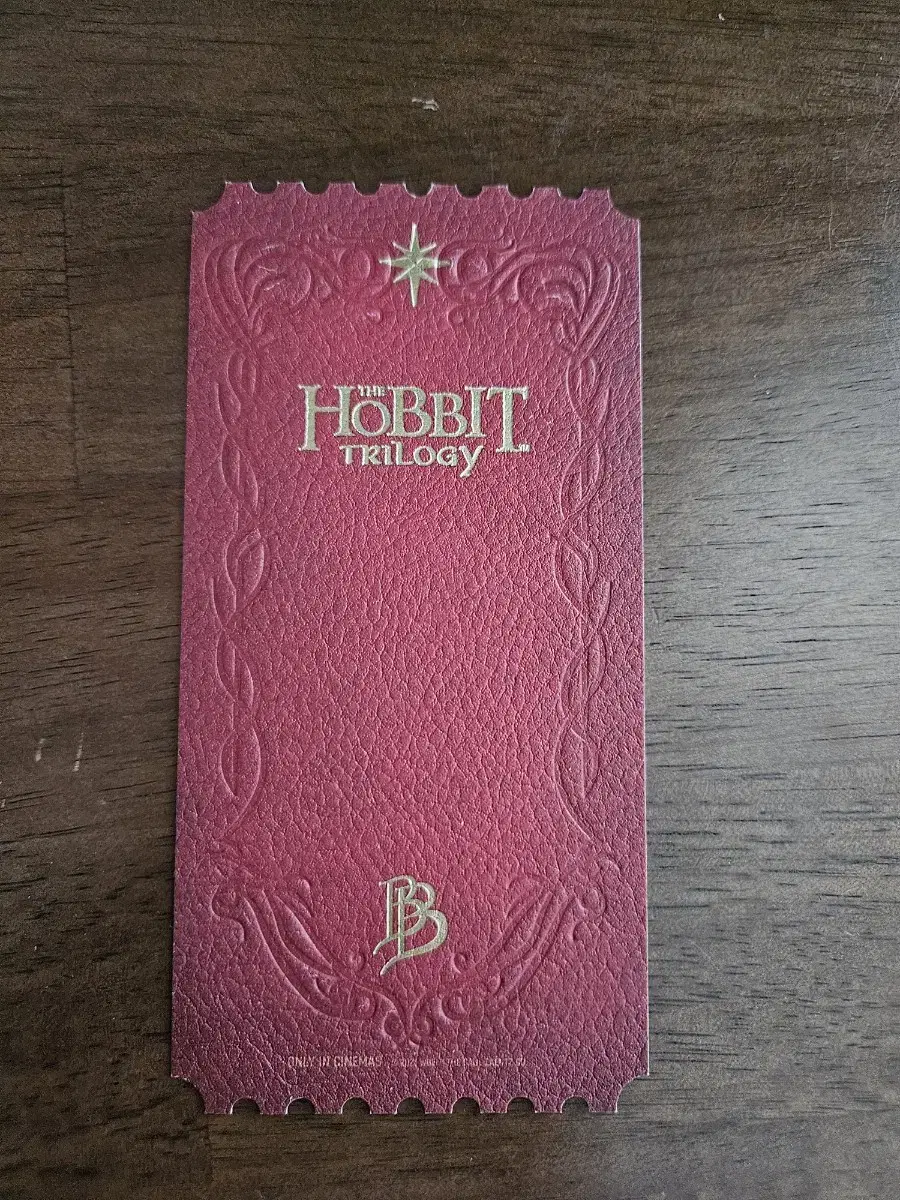 THE
HOBBIT
TRILOGY
BB
ONLY IN CINEMAS